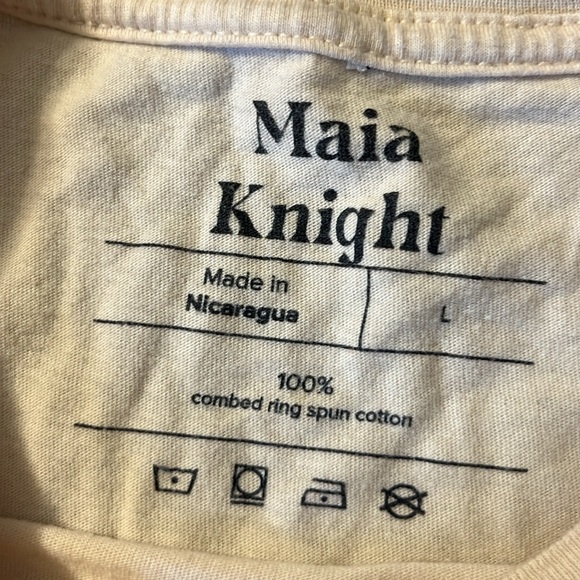 Maia
Knight
Made in
Nicaragua
L
100%
combed ring spun cotton